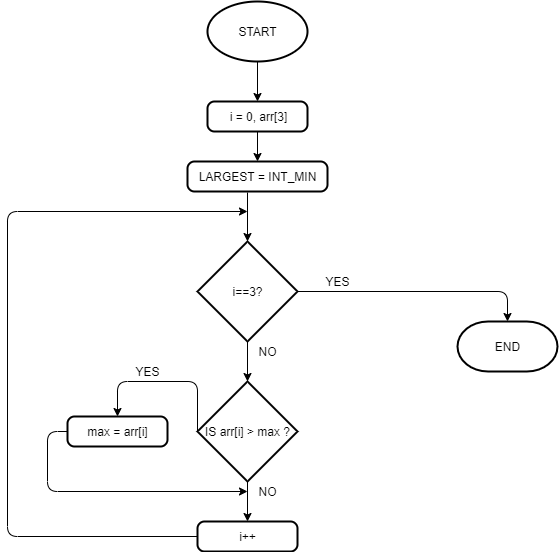 START
i = 0, arr[3]
LARGEST = INT_MIN
i==3?
YES
END
NO
YES
IS arr[i] > max ?
max = arr[i]
NO
i++